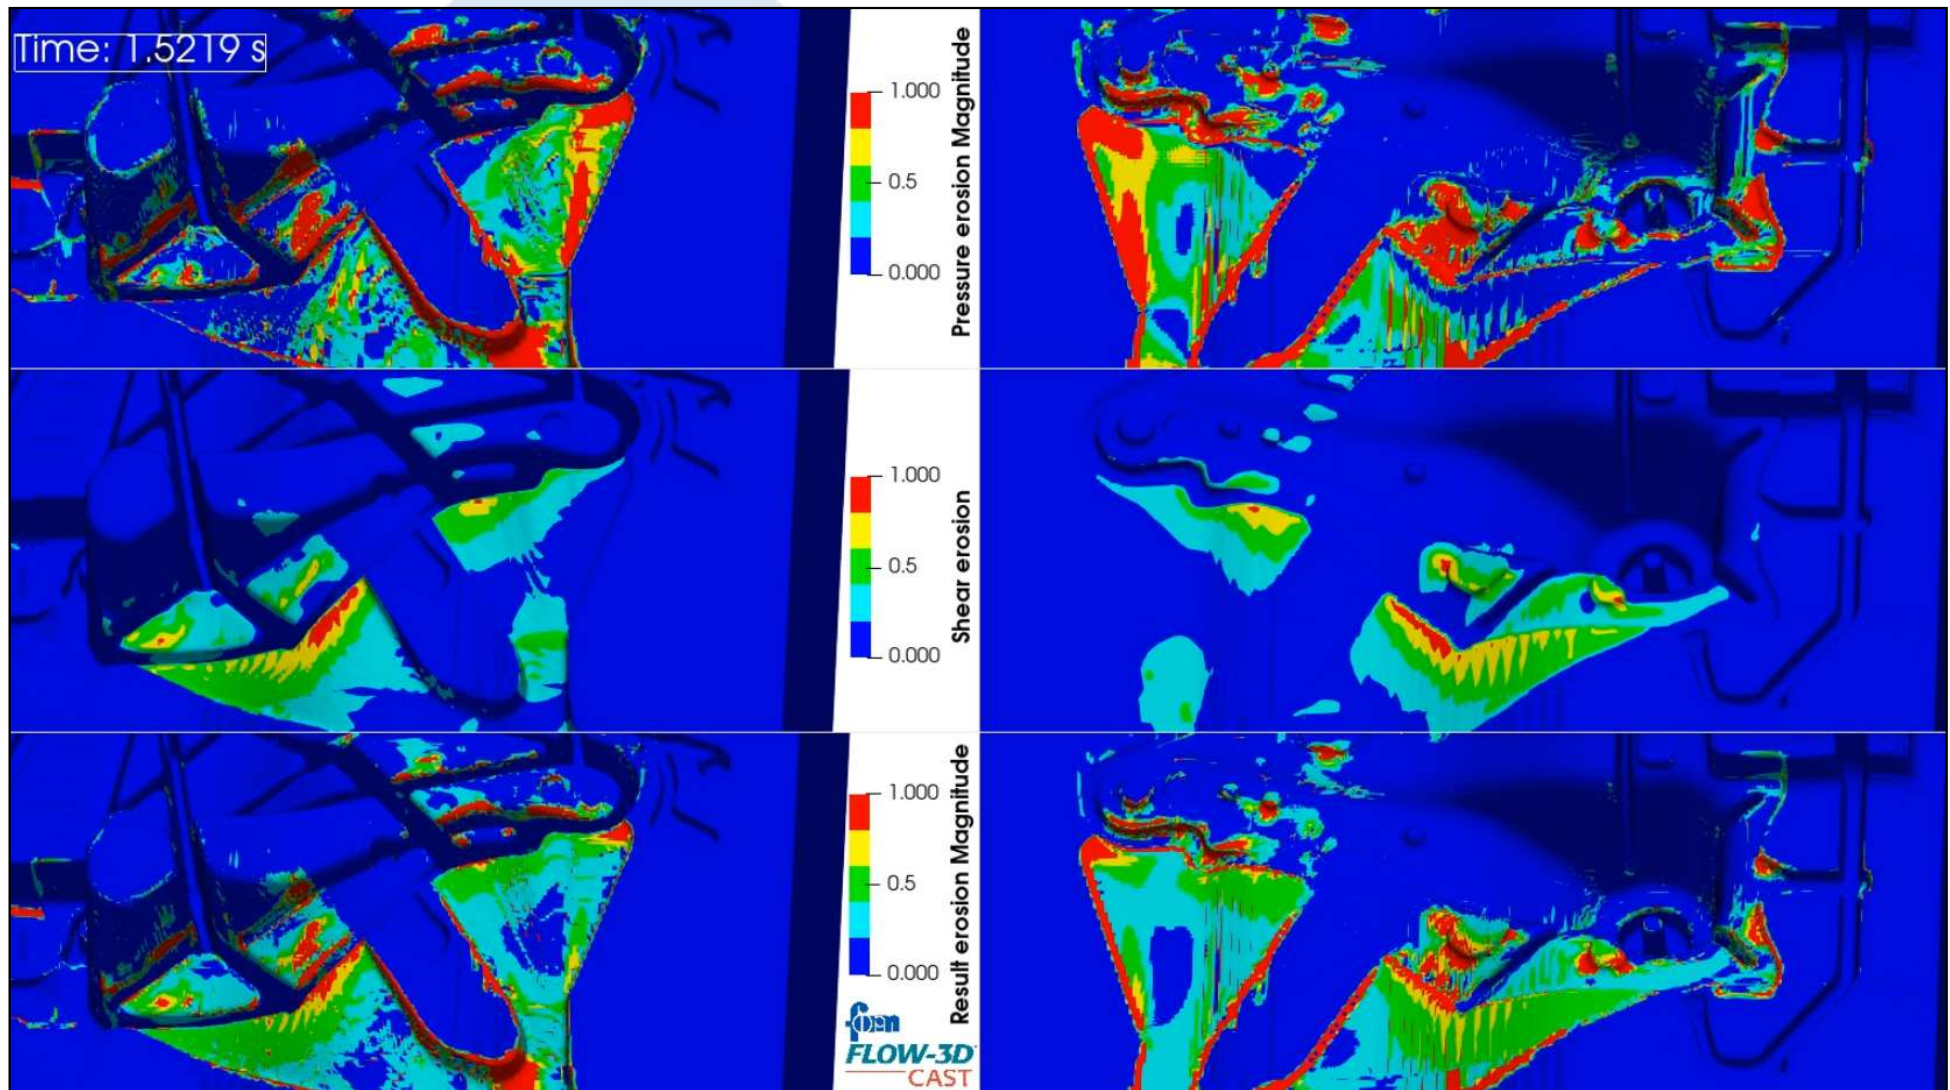 Time: 1.5219 s
1.000
0.5
0.000
Pressure erosion Magnitude
1.000
0.5
0.000
Shear erosion
1.000
0.5
0.000
Result erosion Magnitude
form
FLOW-3D
CAST